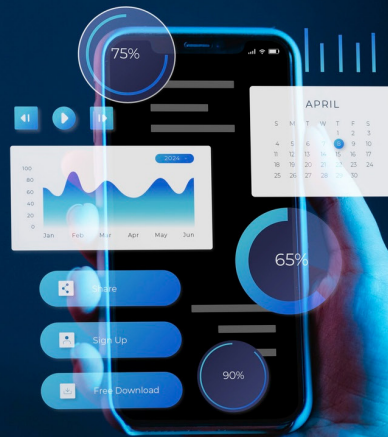 75%
APRIL
S M T W T F S
1 2 3
4 5 6 7 8 9 10
11 12 13 14 15 16 17
18 19 20 21 22 23 24
25 26 27 28 29 30
2024
100
80
60
40
20
0
Jan Feb Mar Apr May Jun
65%
Share
Sign Up
Free Download
90%